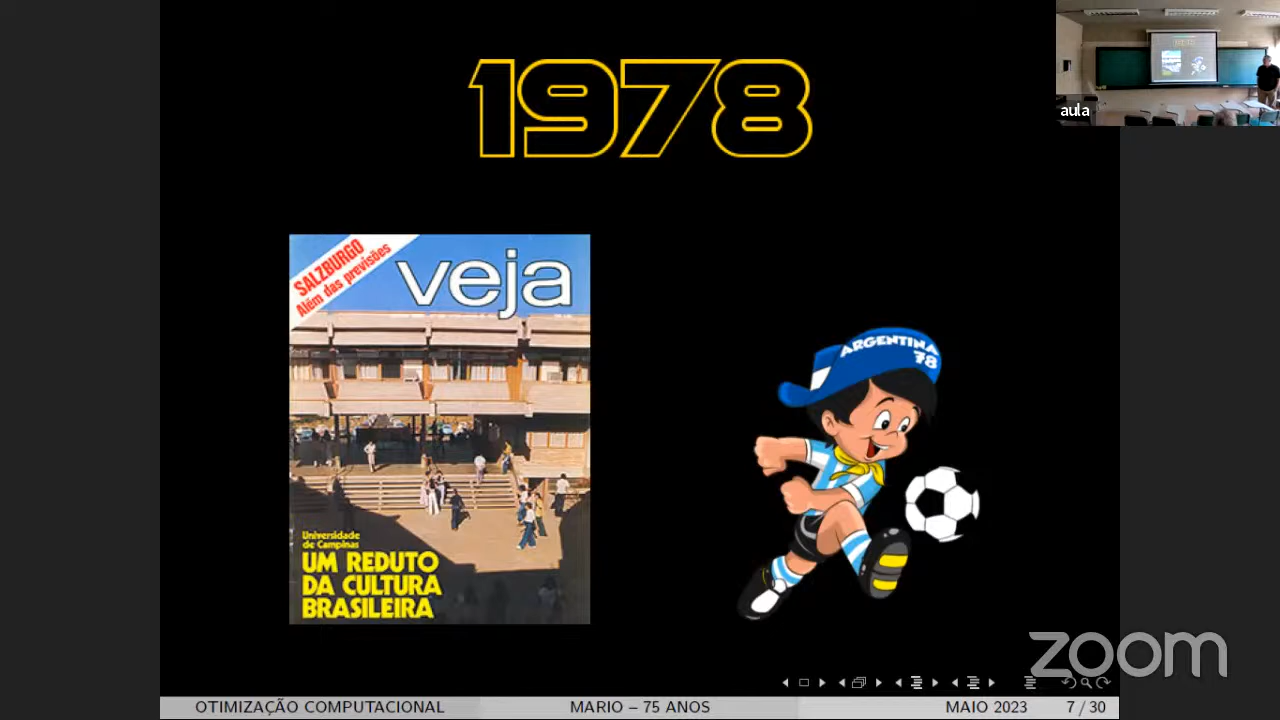 1978
aula
SALZBURGO
Além das previsões
veja
ARGENTINA
78
Universidade
de Campinas
UM REDUTO
DA CULTURA
BRASILEIRA
zoom
OTIMIZAÇÃO COMPUTACIONAL
MARIO – 75 ANOS
MAIO 2023
7 / 30